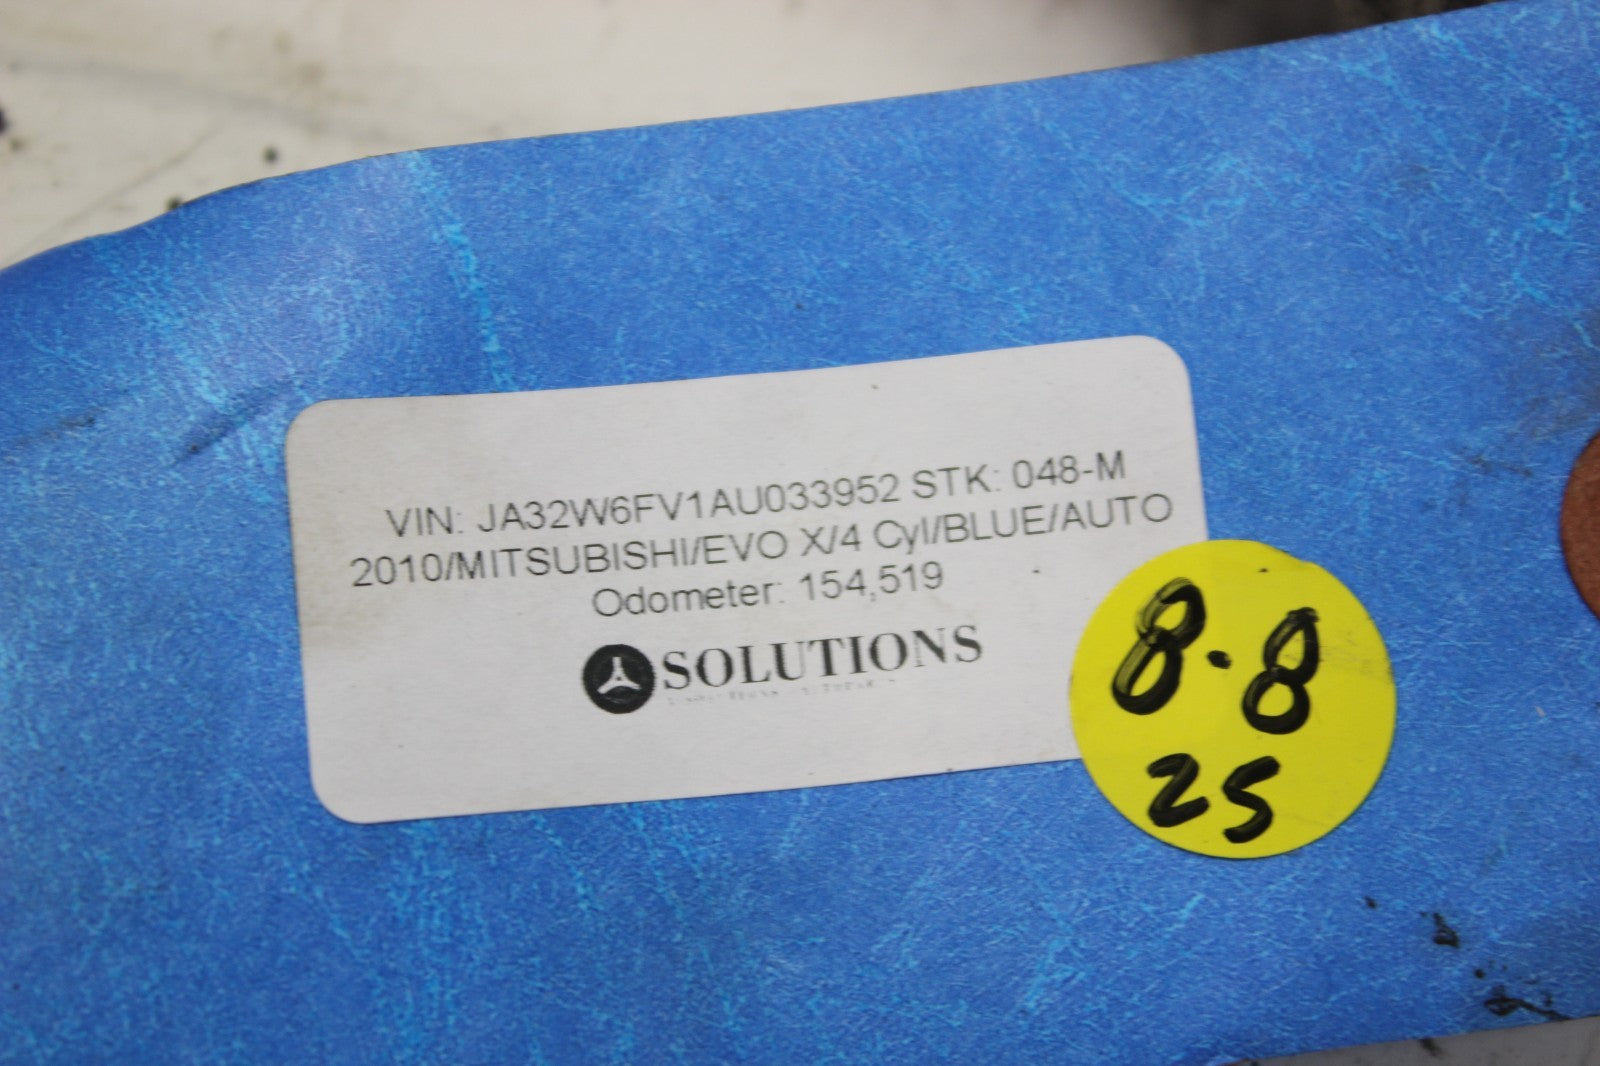 VIN: JA32W6FV1AU033952 STK: 048-M
2010/MITSUBISHI/EVO X/4 Cyl/BLUE/AUTO
Odometer: 154,519
SOLUTIONS
8.8
25